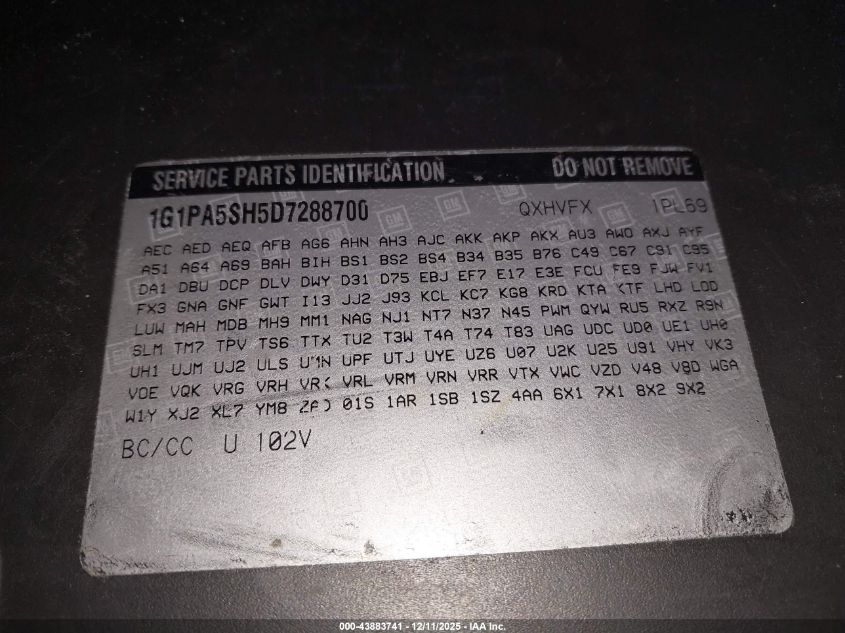 SERVICE PARTS IDENTIFICATION DO NOT REMOVE
1G1PA5SH5D7288700 QXHVFX 1PL69
AEC AED AEQ AFB AG6 AHN AH3 AJC AKK AKP AKX AU3 AWO AXJ AYF
A51 A64 A69 BAH BIH BS1 BS2 BS4 B34 B35 B76 C49 C67 C91 C95
DA1 DBU DCP DLV DWY D31 D75 EBJ EF7 E17 E3E FCU FE9 FJW FV1
FX3 GNA GNF GWT I13 JJ2 J93 KCL KC7 KG8 KRD KTA KTF LHD LOD
LUW MAH MDB MH9 MM1 NAG NJ1 NT7 N37 N45 PWM QYW RU5 RXZ R9N
SLM TM7 TPV TS6 TTX TU2 T3W T4A T74 T83 UAG UDC UD0 UE1 UH0
UH1 UJM UJ2 ULS UPF UTJ UYE UZ6 U07 U2K U25 U91 VHY VK3
VOE VQK VRG VRH VRL VRM VRN VRR VTX VWC VZD V48 V8D WGA
W1Y XJ2 XL7 YM8 01S 1AR 1SB 1SZ 4AA 6X1 7X1 8X2 9X2
BC/CC U 102V
000-43883741 - 12/11/2025 - IAA Inc.